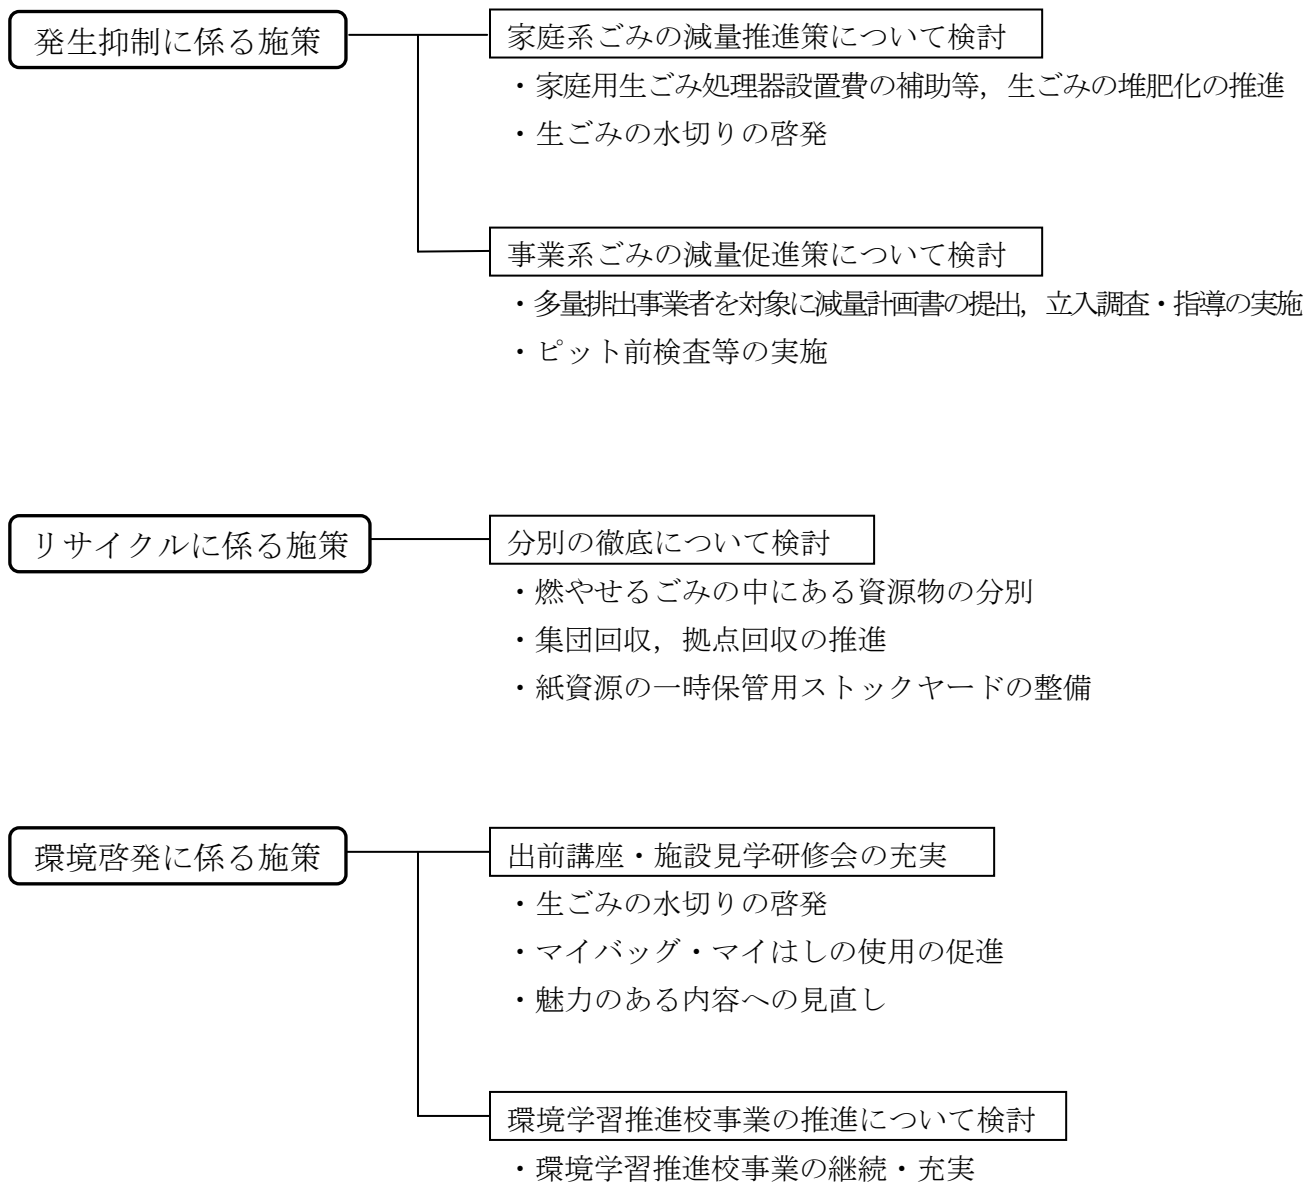 発生抑制に係る施策
家庭系ごみの減量推進策について検討
・家庭用生ごみ処理器設置費の補助等，生ごみの堆肥化の推進
・生ごみの水切りの啓発
事業系ごみの減量促進策について検討
・多量排出事業者を対象に減量計画書の提出，立入調査・指導の実施
・ピット前検査等の実施
リサイクルに係る施策
分別の徹底について検討
・燃やせるごみの中にある資源物の分別
・集団回収，拠点回収の推進
・紙資源の一時保管用ストックヤードの整備
環境啓発に係る施策
出前講座・施設見学研修会の充実
・生ごみの水切りの啓発
・マイバッグ・マイはしの使用の促進
・魅力のある内容への見直し
環境学習推進校事業の推進について検討
・環境学習推進校事業の継続・充実